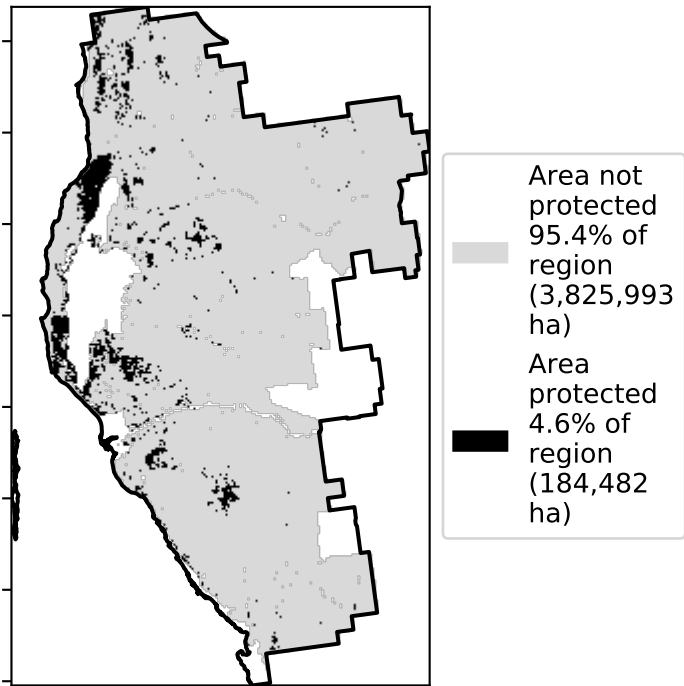 Area not
protected
95.4% of
region
(3,825,993
ha)
Area
protected
4.6% of
region
(184,482
ha)